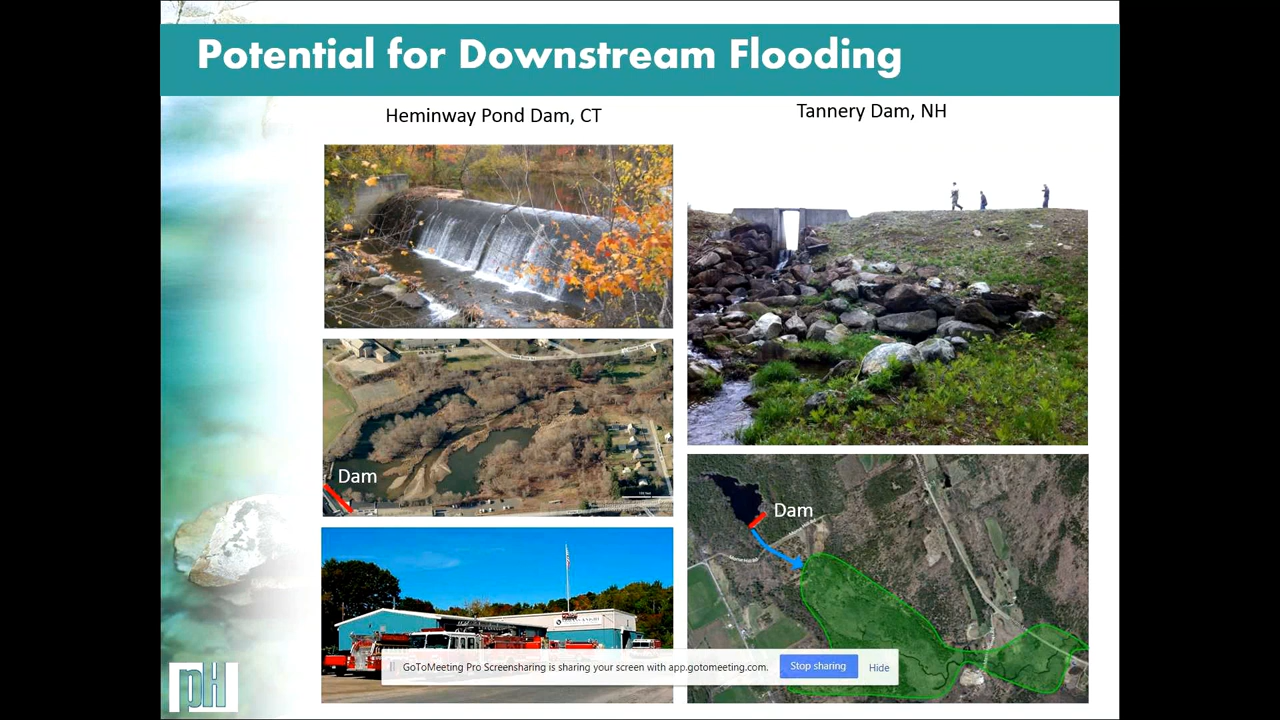 Potential for Downstream Flooding
Heminway Pond Dam, CT
Tannery Dam, NH
Dam
Dam
GoToMeeting Pro Screensharing is sharing your screen with app.gotomeeting.com.
Stop sharing
Hide
pH